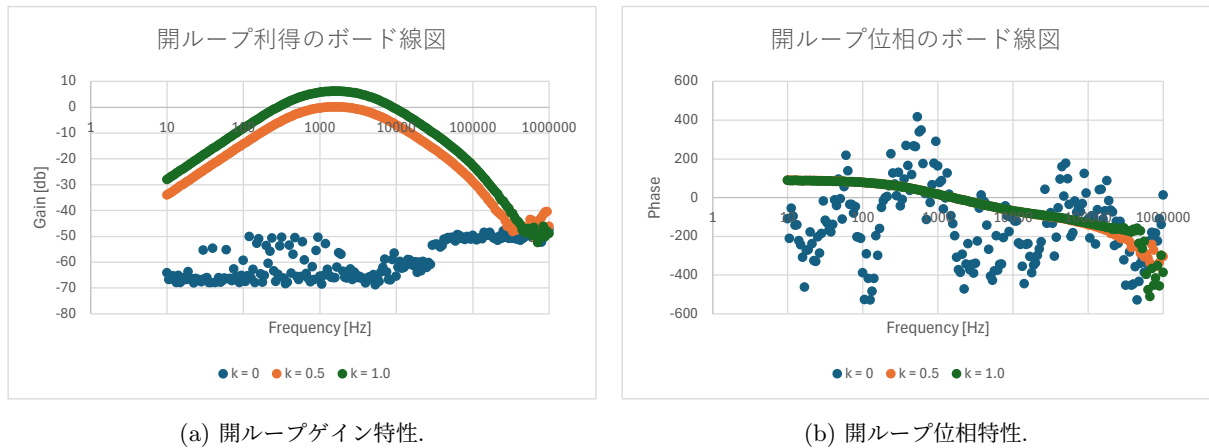 開ループ利得のボード線図
10
0
-10
-20
-30
-40
-50
-60
-70
-80
1
10
100
1000
10000
100000
1000000
Gain [db]
Frequency [Hz]
k = 0
k = 0.5
k = 1.0
(a) 開ループゲイン特性.
開ループ位相のボード線図
600
400
200
0
-200
-400
-600
1
10
100
1000
10000
100000
1000000
Phase
Frequency [Hz]
k = 0
k = 0.5
k = 1.0
(b) 開ループ位相特性.